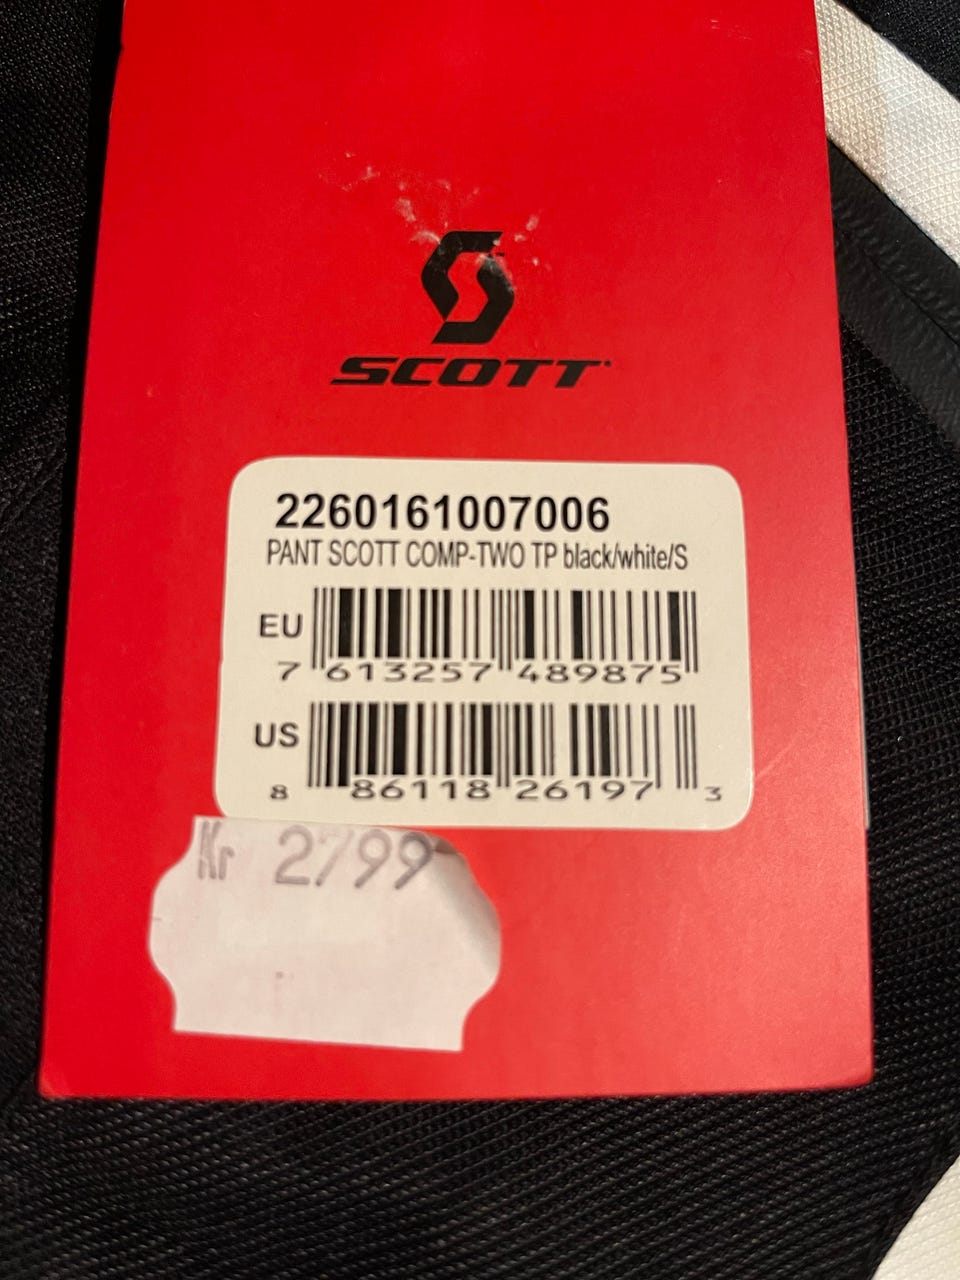 SCOTT
2260161007006
PANT SCOTT COMP-TWO TP black/white/S
EU
7 613257 489875
US
8 86118 26197 3
Kr 2799